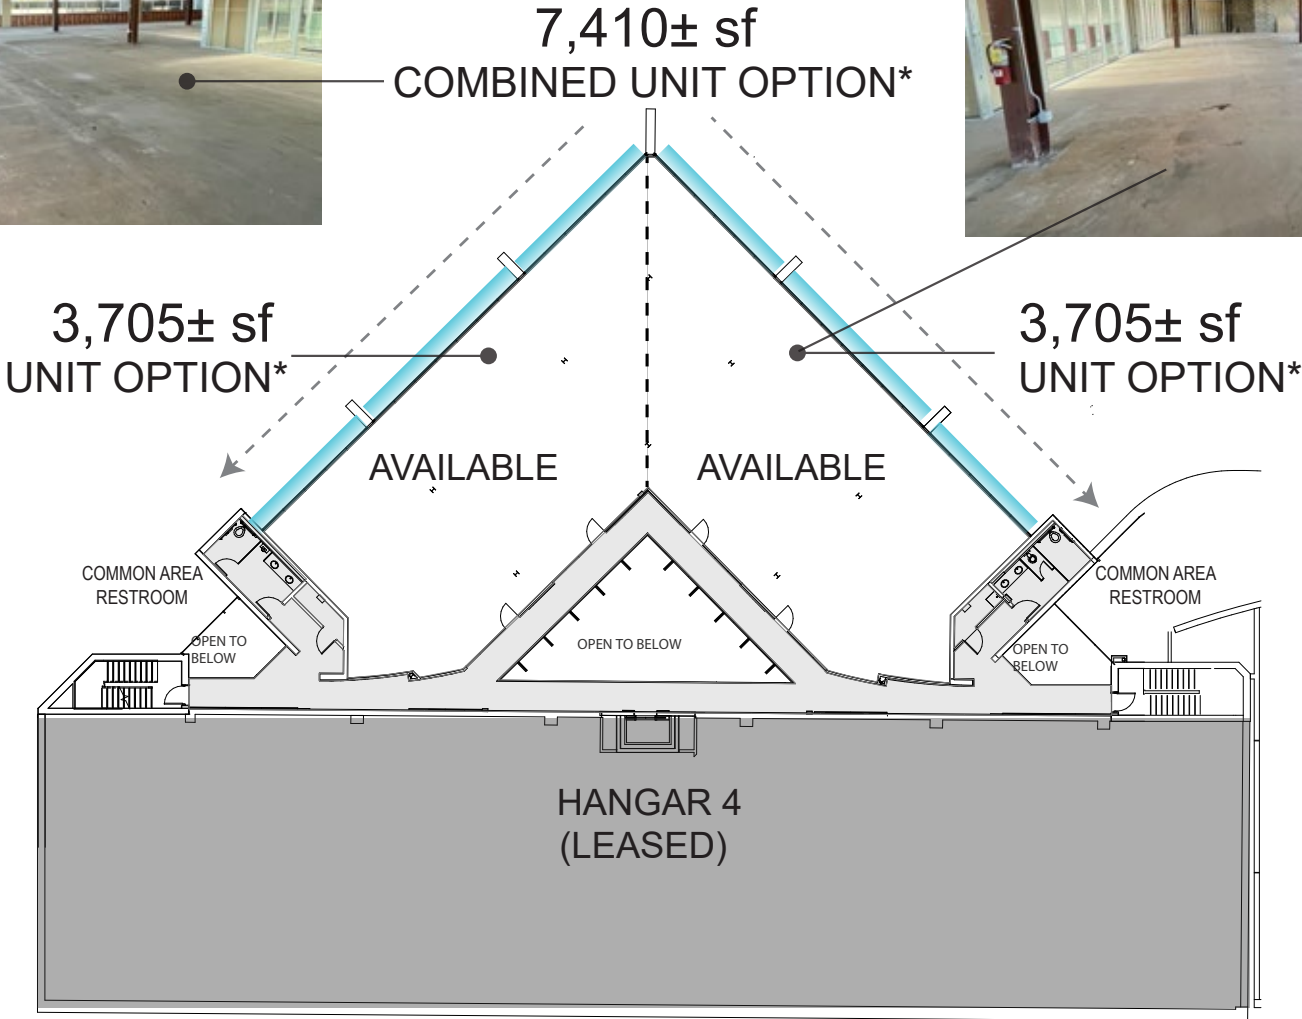 7,410± sf
COMBINED UNIT OPTION*
3,705± sf
UNIT OPTION*
3,705± sf
UNIT OPTION*
AVAILABLE
AVAILABLE
COMMON AREA
RESTROOM
COMMON AREA
RESTROOM
OPEN TO
BELOW
OPEN TO BELOW
OPEN TO
BELOW
HANGAR 4
(LEASED)